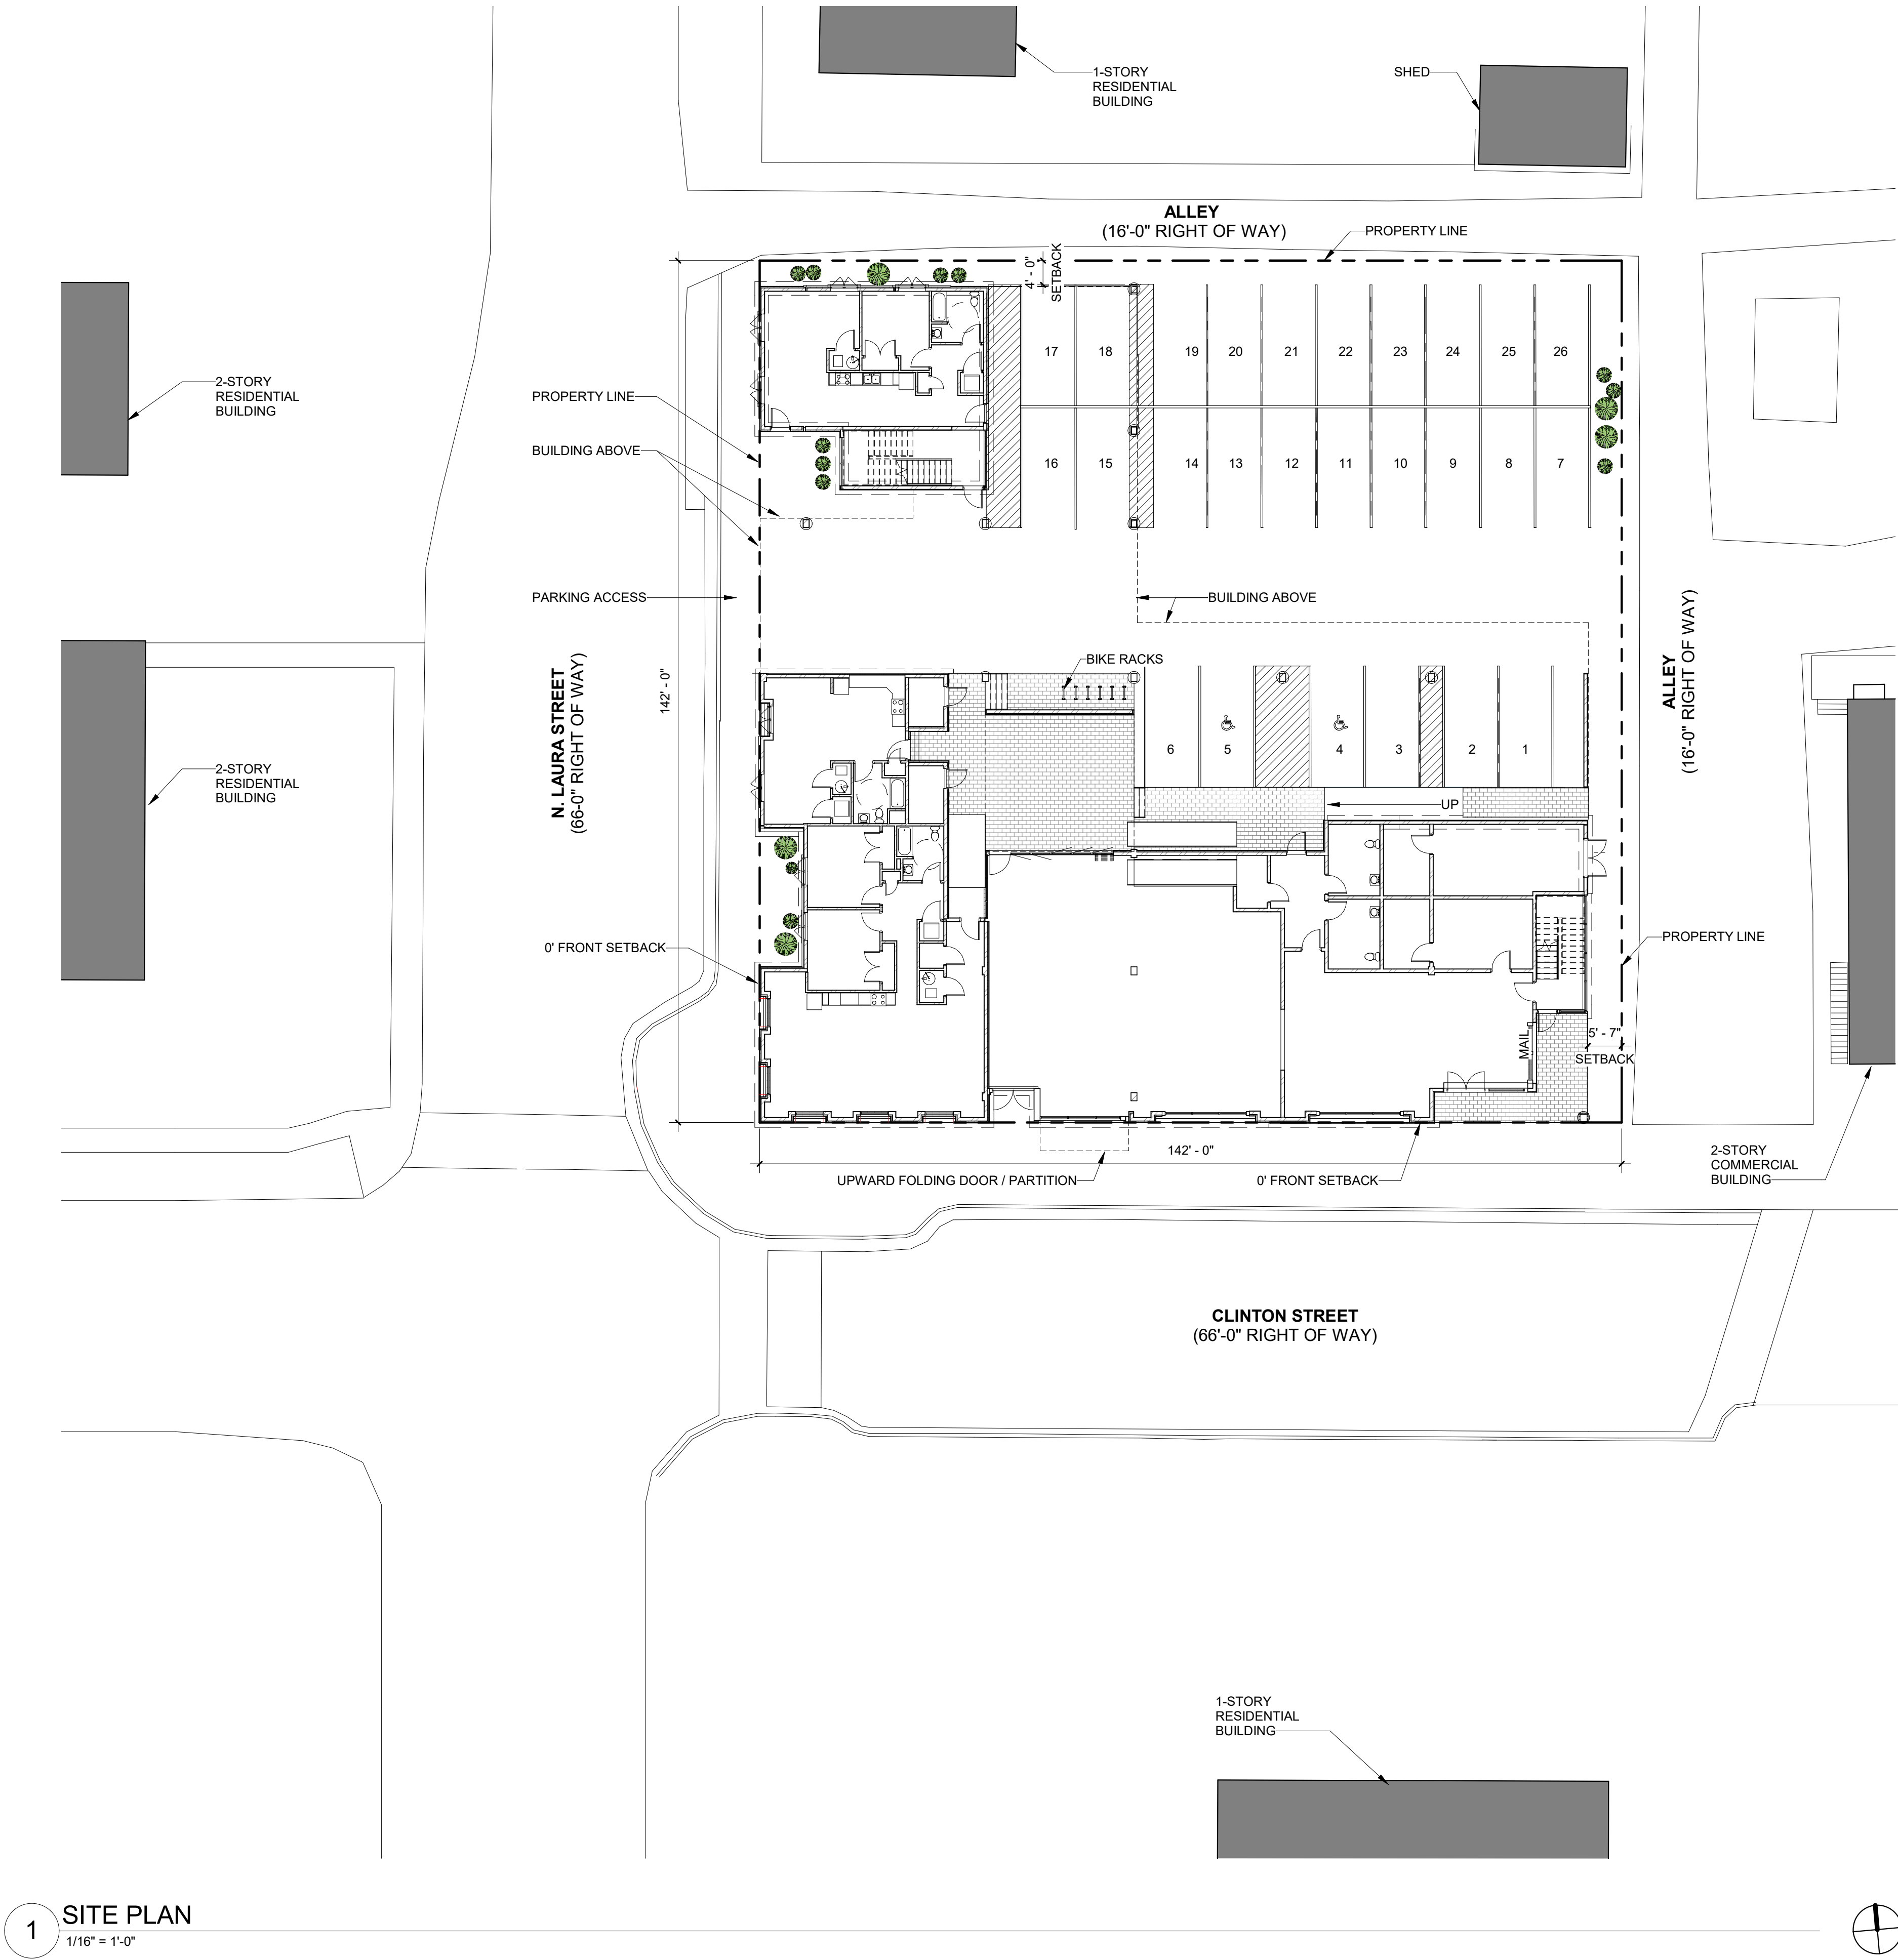 1-STORY
RESIDENTIAL
BUILDING
SHED
ALLEY
(16'-0" RIGHT OF WAY)
PROPERTY LINE
4' - 0"
SETBACK
2-STORY
RESIDENTIAL
BUILDING
PROPERTY LINE
BUILDING ABOVE
17
18
19
20
21
22
23
24
25
26
16
15
14
13
12
11
10
9
8
7
PARKING ACCESS
BUILDING ABOVE
ALLEY
(16'-0" RIGHT OF WAY)
N. LAURA STREET
(66-0" RIGHT OF WAY)
142' - 0"
BIKE RACKS
6
5
4
3
2
1
2-STORY
RESIDENTIAL
BUILDING
UP
0' FRONT SETBACK
PROPERTY LINE
MAIL
5' - 7"
SETBACK
142' - 0"
UPWARD FOLDING DOOR / PARTITION
0' FRONT SETBACK
2-STORY
COMMERCIAL
BUILDING
CLINTON STREET
(66'-0" RIGHT OF WAY)
1-STORY
RESIDENTIAL
BUILDING
1
SITE PLAN
1/16" = 1'-0"